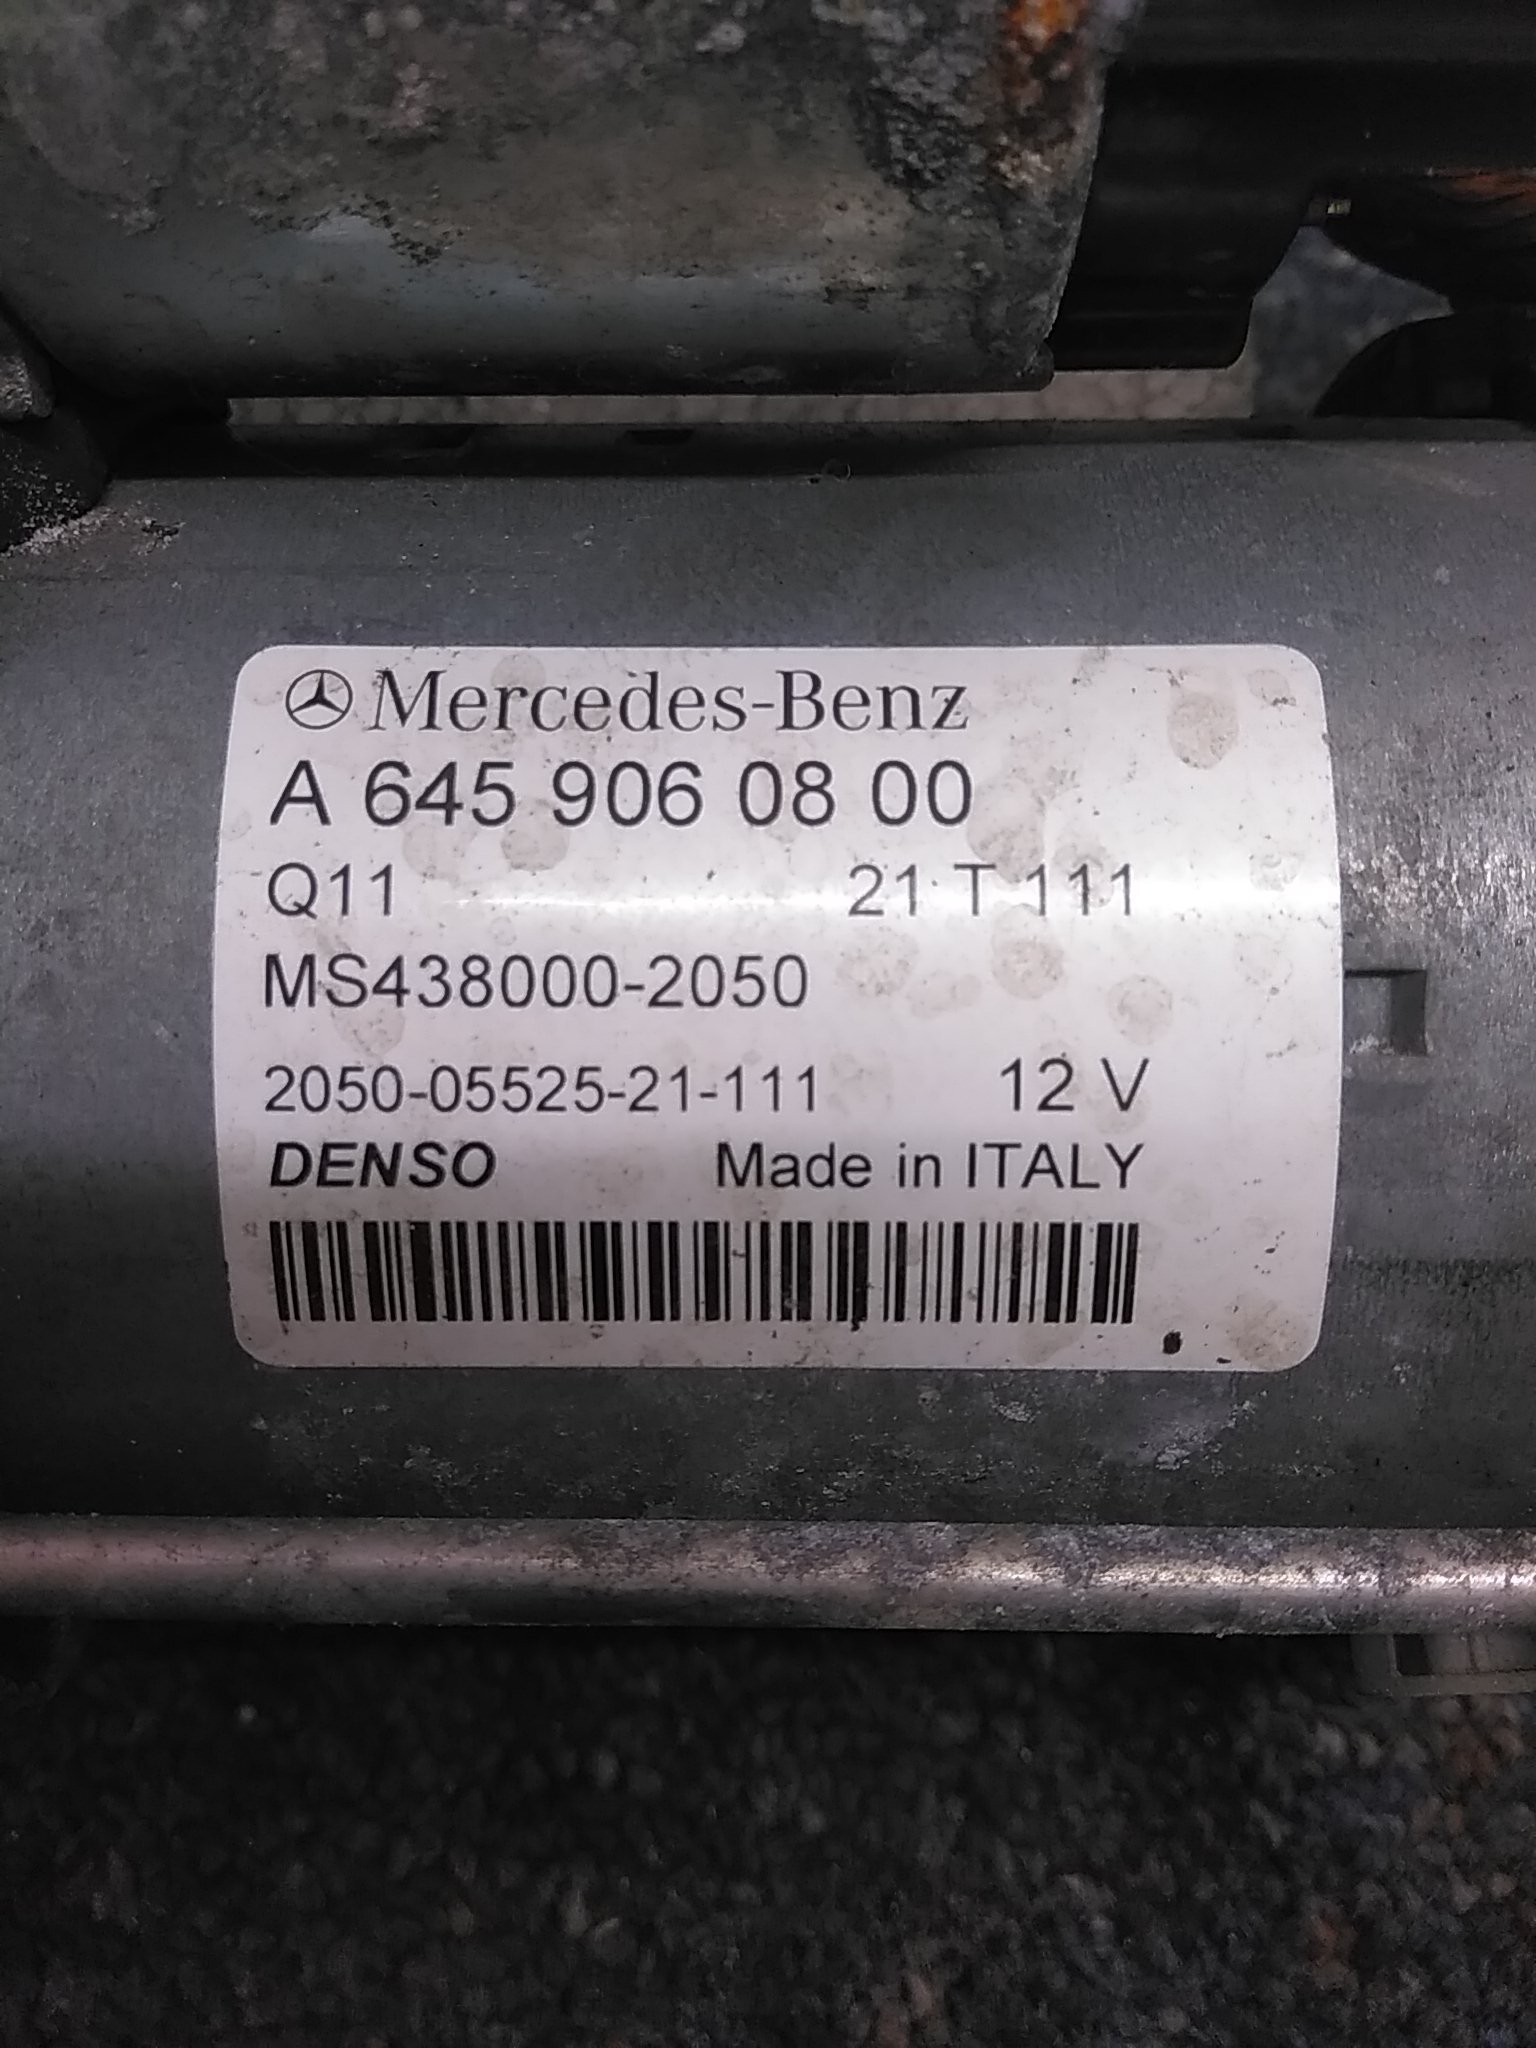 Mercedes-Benz
A 645 906 08 00
Q11 21 T 111
MS438000-2050
2050-05525-21-111 12 V
DENSO Made in ITALY